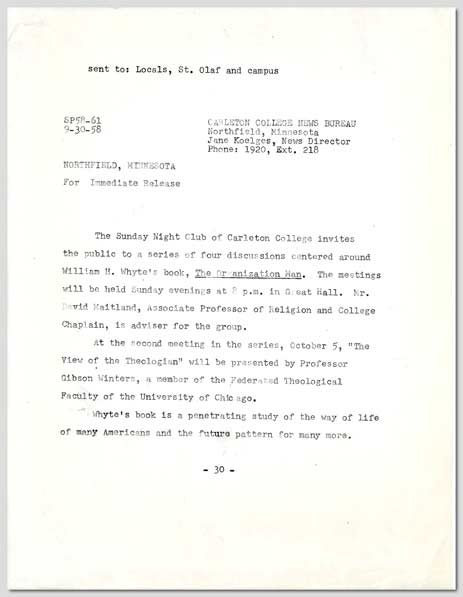 sent to: Locals, St. Olaf and campus
SP58-61
9-30-58
CARLETON COLLEGE NEWS BUREAU
Northfield, Minnesota
Jane Koelges, News Director
Phone: 1920, Ext. 218
NORTHFIELD, MINNESOTA
For Immediate Release
The Sunday Night Club of Carleton College invites
the public to a series of four discussions centered around
William H. Whyte's book, The Organization Man. The meetings
will be held Sunday evenings at 8 p.m. in Great Hall. Mr.
David Maitland, Associate Professor of Religion and College
Chaplain, is adviser for the group.
At the second meeting in the series, October 5, "The
View of the Theologian" will be presented by Professor
Gibson Winters, a member of the Federated Theological
Faculty of the University of Chicago.
Whyte's book is a penetrating study of the way of life
of many Americans and the future pattern for many more.
- 30 -